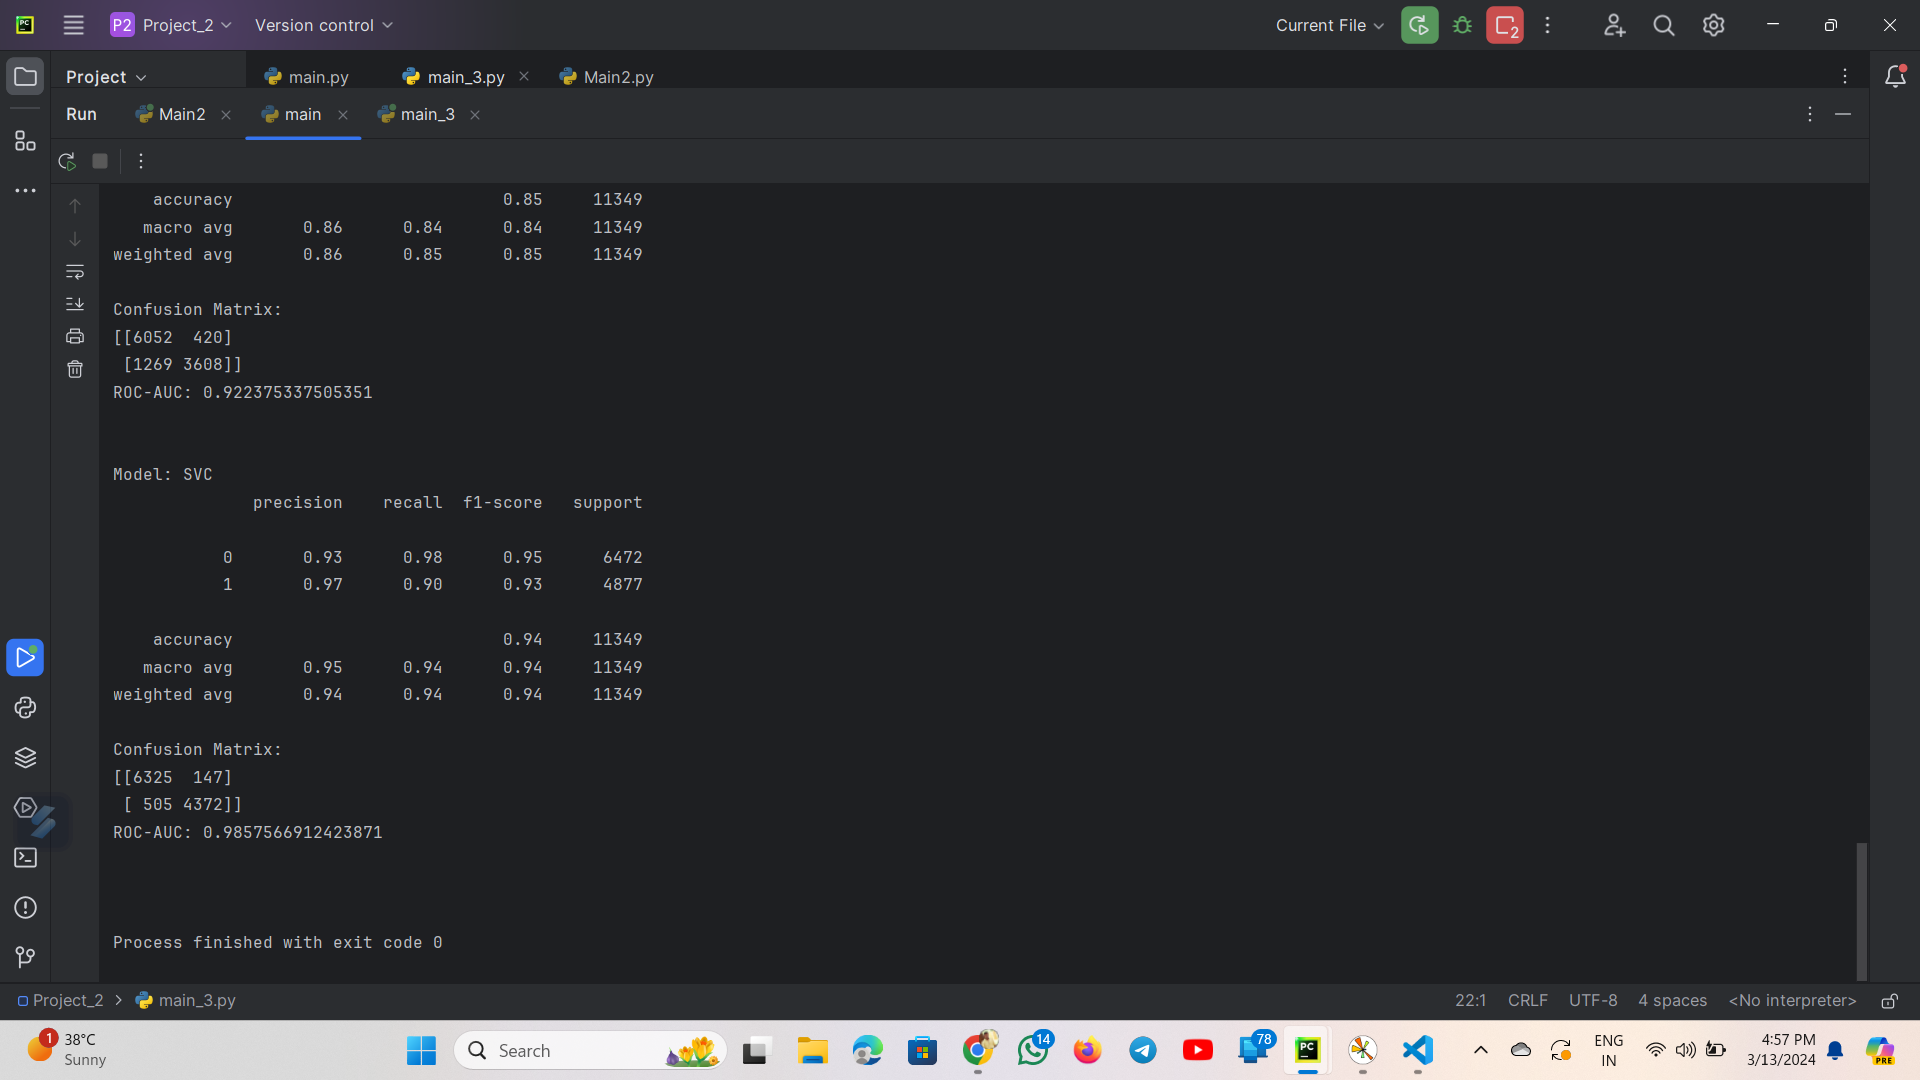 P2 Project_2 Version control Current File 2
Project main.py main_3.py Main2.py
Run Main2 main main_3
accuracy 0.85 11349
macro avg 0.86 0.84 0.84 11349
weighted avg 0.86 0.85 0.85 11349
Confusion Matrix:
[[6052  420]
[1269 3608]]
ROC-AUC: 0.922375337505351
Model: SVC
precision recall f1-score support
0 0.93 0.98 0.95 6472
1 0.97 0.90 0.93 4877
accuracy 0.94 11349
macro avg 0.95 0.94 0.94 11349
weighted avg 0.94 0.94 0.94 11349
Confusion Matrix:
[[6325  147]
[ 505 4372]]
ROC-AUC: 0.9857566912423871
Process finished with exit code 0
Project_2 > main_3.py 22:1 CRLF UTF-8 4 spaces <No interpreter>
1 38°C
Sunny
Search
14
78
PC
PRE
ENG
IN
4:57 PM
3/13/2024